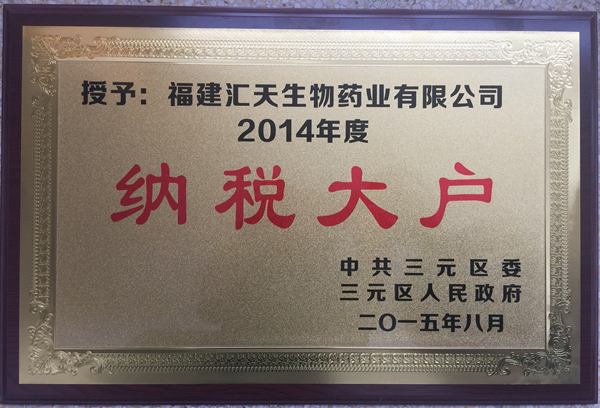 授予：福建汇天生物药业有限公司
2014年度
纳税大户
中共三元区委
三元区人民政府
二〇一五年八月